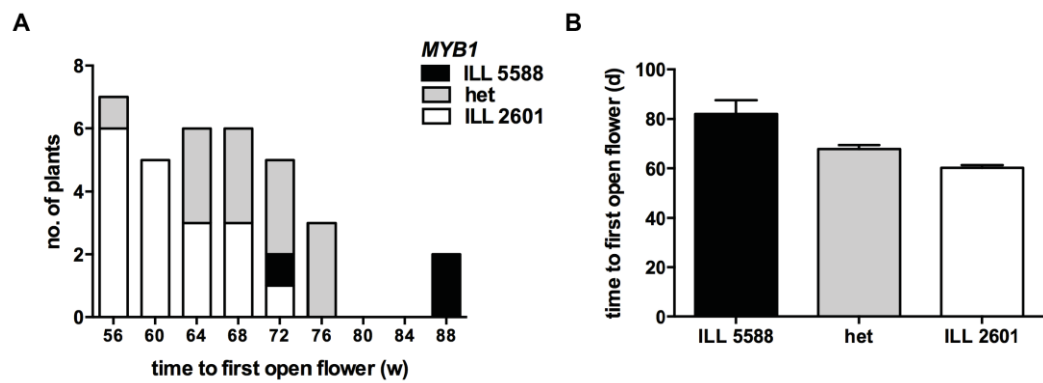 A
MYB1
ILL 5588
het
ILL 2601
no. of plants
8
6
4
2
0
56 60 64 68 72 76 80 84 88
time to first open flower (w)
B
time to first open flower (d)
100
80
60
40
20
0
ILL 5588 het ILL 2601